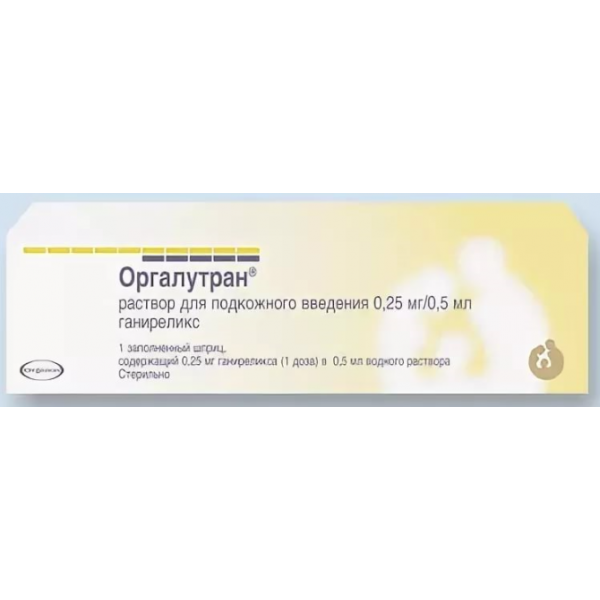 Оргалутран®
раствор для подкожного введения 0,25 мг/0,5 мл
ганиреликс
1 заполненный шприц,
содержащий 0,25 мг ганиреликса (1 доза) в 0,5 мл водного раствора
Стерильно